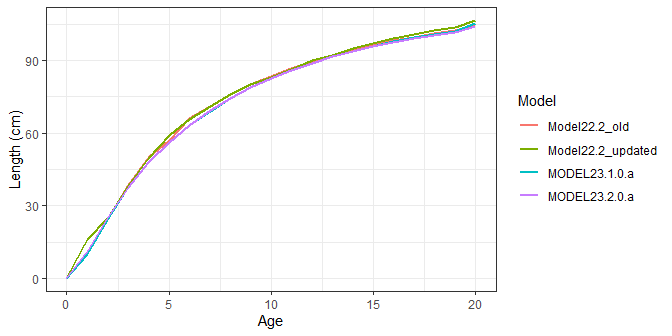 90
60
30
0
Length (cm)
0
5
10
15
20
Age
Model
Model22.2_old
Model22.2_updated
MODEL23.1.0.a
MODEL23.2.0.a